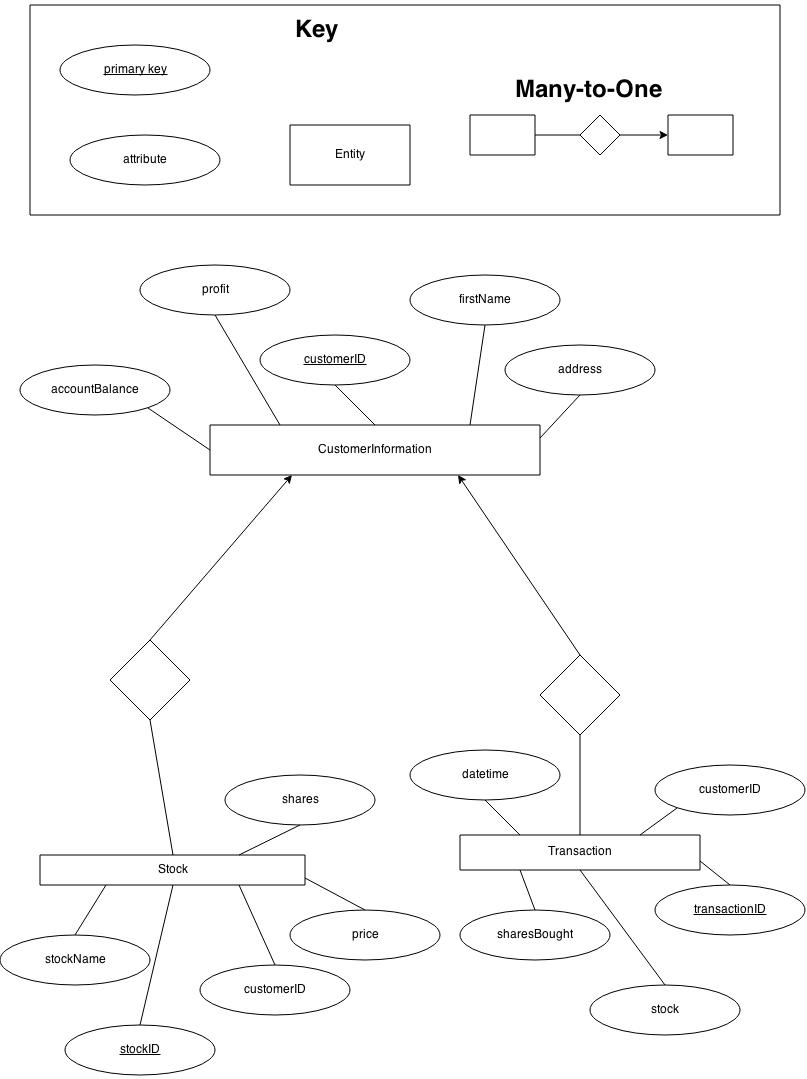 Key
primary key
Many-to-One
attribute
Entity
profit
firstName
customerID
address
accountBalance
CustomerInformation
datetime
customerID
shares
Transaction
Stock
transactionID
sharesBought
price
stockName
customerID
stock
stockID